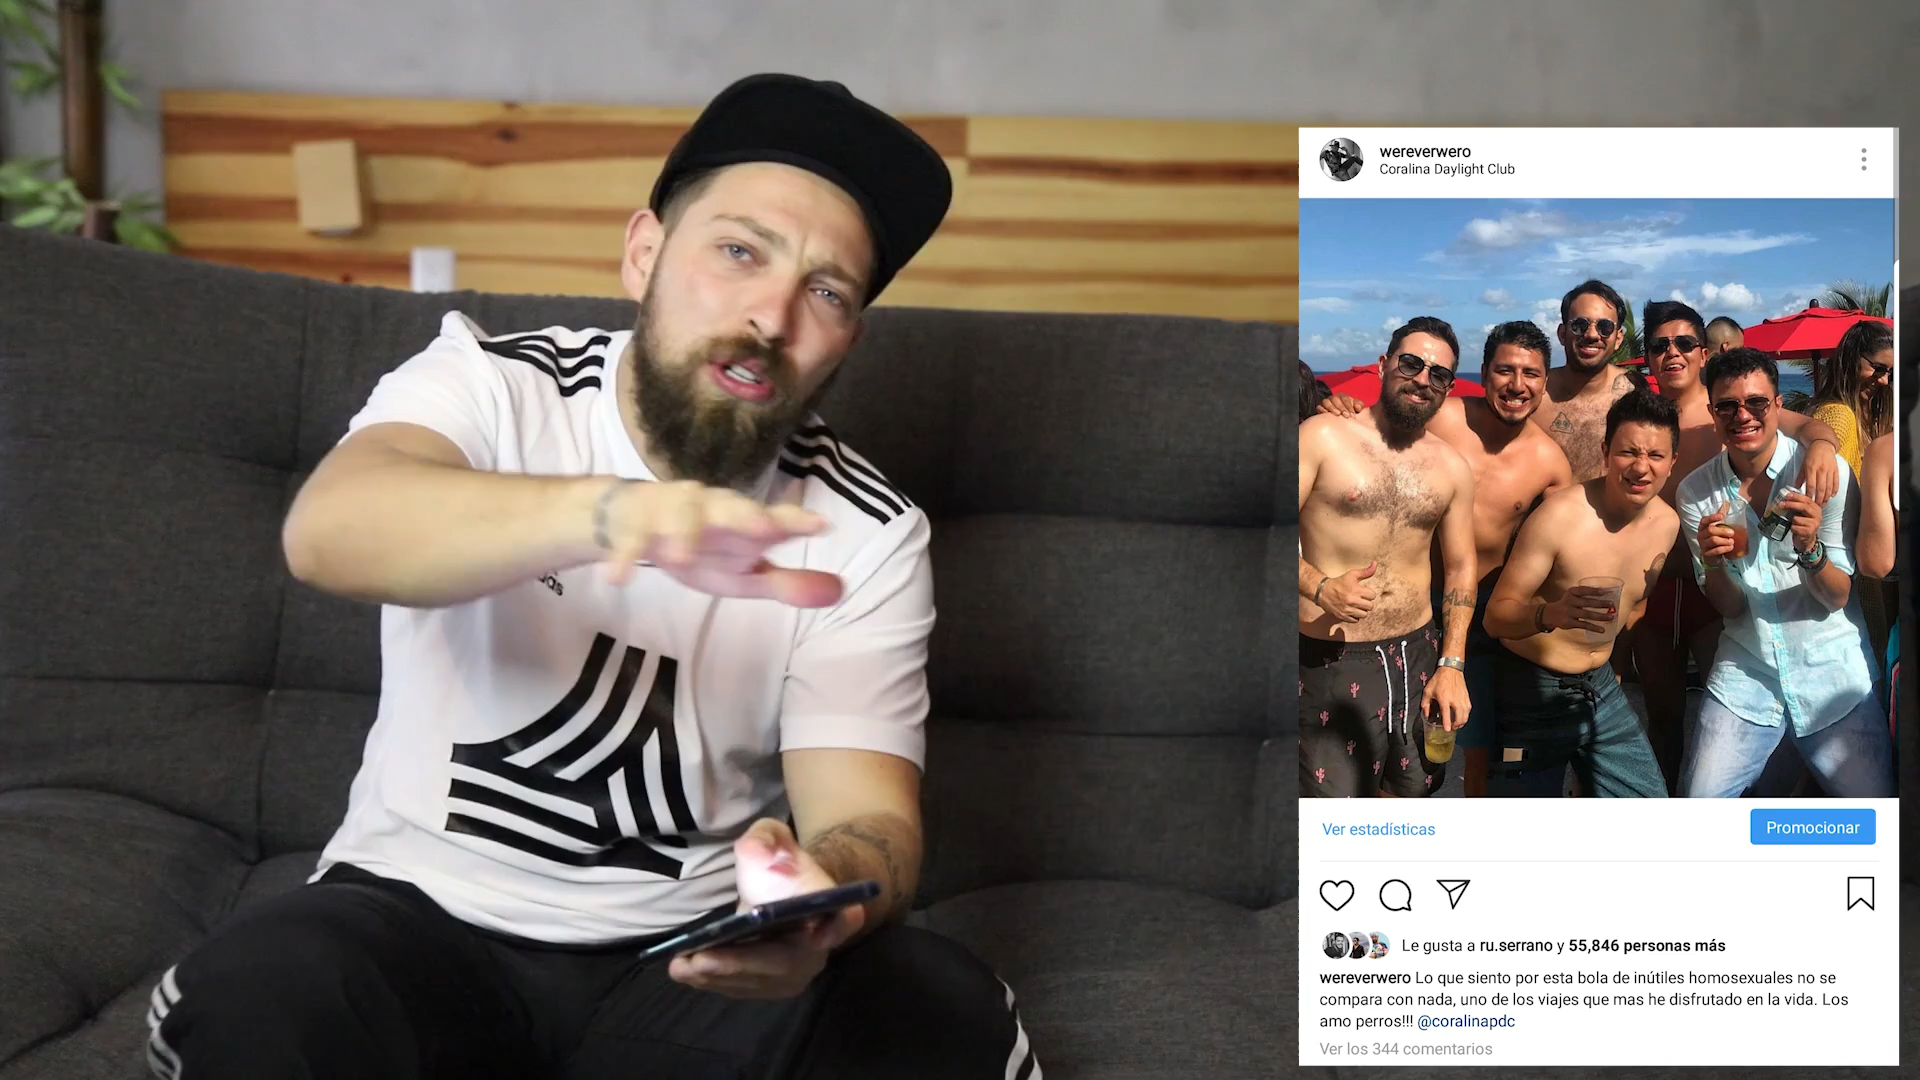 wereverwero
Coralina Daylight Club
Ver estadísticas
Promocionar
Le gusta a ru.serrano y 55,846 personas más
wereverwero Lo que siento por esta bola de inútiles homosexuales no se
compara con nada, uno de los viajes que mas he disfrutado en la vida. Los
amo perros!!! @coralinapdc
Ver los 344 comentarios